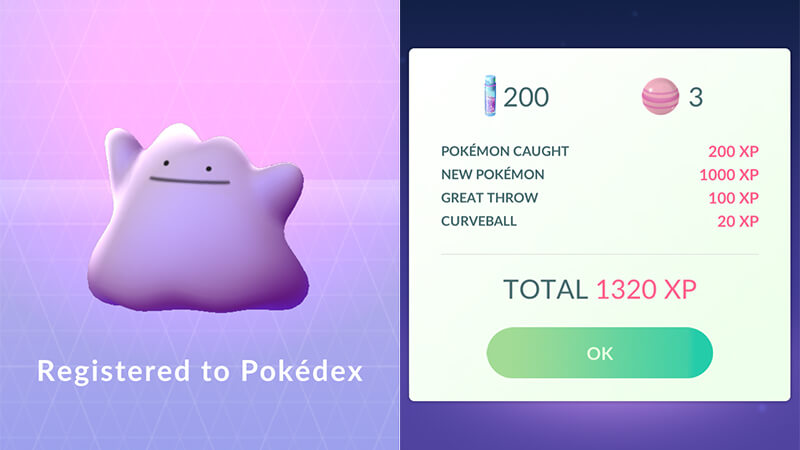 Registered to Pokédex
200 3
POKÉMON CAUGHT 200 XP
NEW POKÉMON 1000 XP
GREAT THROW 100 XP
CURVEBALL 20 XP
TOTAL 1320 XP
OK